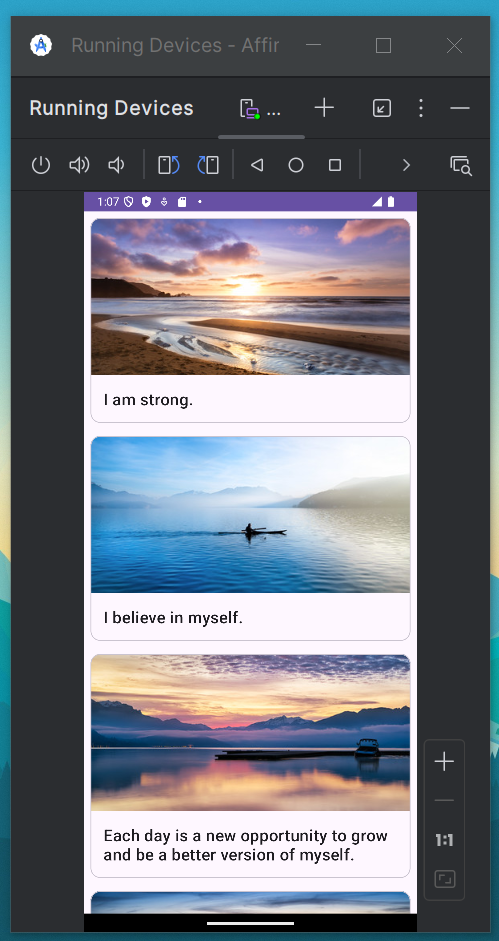 Running Devices - Affir
Running Devices
...
1:07
I am strong.
I believe in myself.
Each day is a new opportunity to grow
and be a better version of myself.
1:1